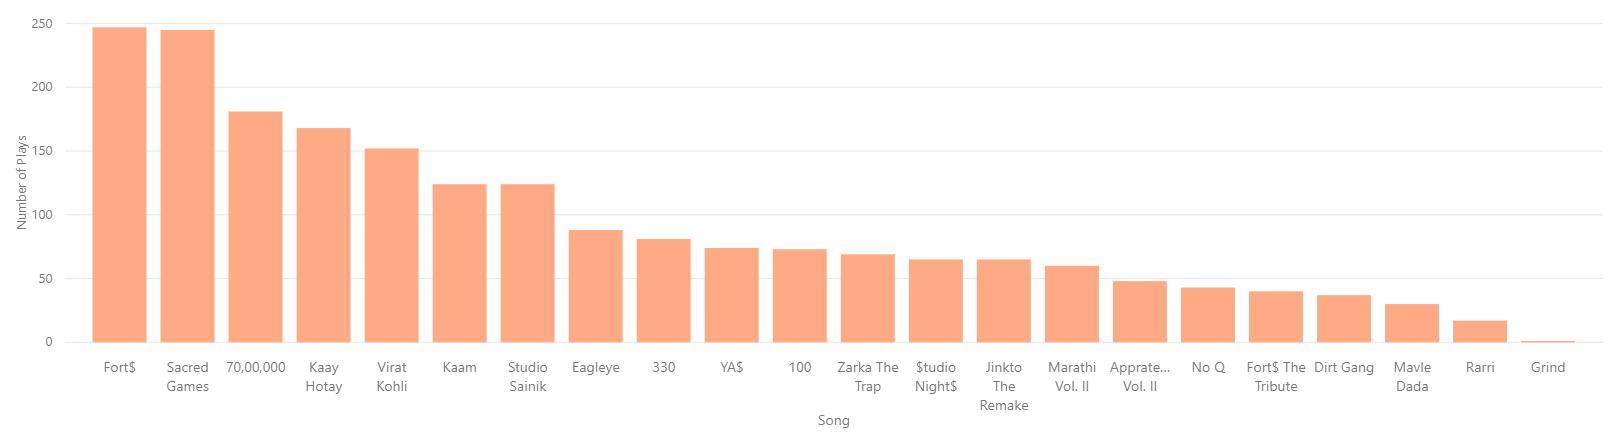 250
200
150
100
50
0
Number of Plays
Fort$
Sacred
Games
70,00,000
Kaay
Hotay
Virat
Kohli
Kaam
Studio
Sainik
Eagleye
330
YA$
100
Zarka The
Trap
$tudio
Night$
Jinkto
The
Remake
Marathi
Vol. II
Apprate...
Vol. II
No Q
Fort$ The
Tribute
Dirt Gang
Mavle
Dada
Rarri
Grind
Song